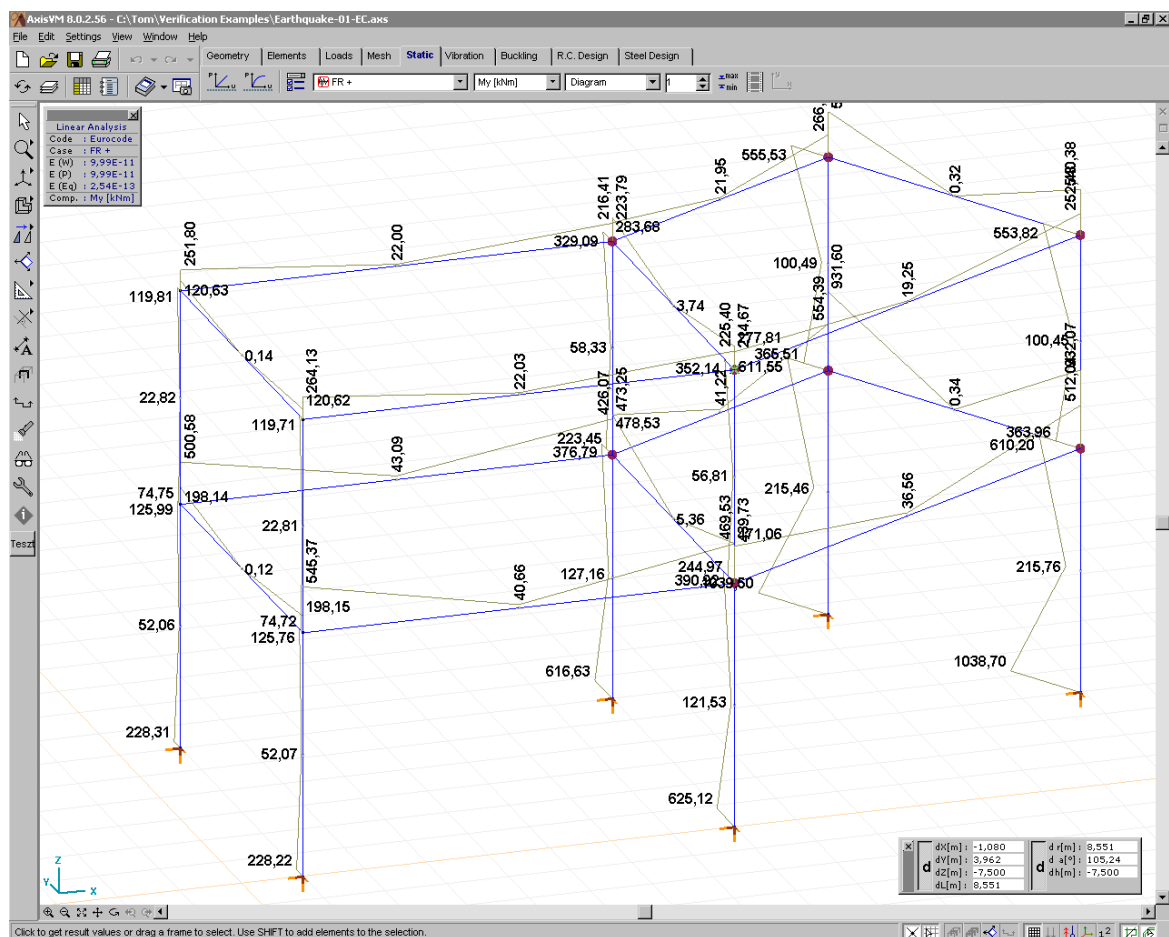 AxisVM 8.0.2.56 - C:\Tom\Verification Examples\Earthquake-01-EC.axs
File Edit Settings View Window Help
Geometry Elements Loads Mesh Static Vibration Buckling R.C. Design Steel Design
FR + My [kNm] Diagram 1 max min
Linear Analysis
Code : Eurocode
Case : FR +
E (W) : 9,99E-11
E (P) : 9,99E-11
E (Eq) : 2,54E-13
Comp. : My [kNm]
266,
555,53
21,95
0,32
216,41
223,79
283,68
329,09
251,80
22,00
553,82
119,81
120,63
100,49
931,60
554,39
19,25
3,74
225,40
277,81
365,51
58,33
352,14
611,55
100,45
0,14
264,13
22,03
426,07
473,25
41,22
0,34
22,82
120,62
119,71
478,53
363,96
610,20
500,58
43,09
223,45
376,79
56,81
215,46
36,56
74,75
198,14
125,99
22,81
5,36
469,53
471,06
0,12
545,37
40,66
127,16
244,97
215,76
52,06
198,15
74,72
125,76
616,63
1038,70
121,53
228,31
52,07
625,12
228,22
Teszt
Z
Y
X
d
dX[m] : -1,080
dY[m] : 3,962
dZ[m] : -7,500
dL[m] : 8,551
d
d r[m] : 8,551
d a[°] : 105,24
dh[m] : -7,500
Click to get result values or drag a frame to select. Use SHIFT to add elements to the selection.